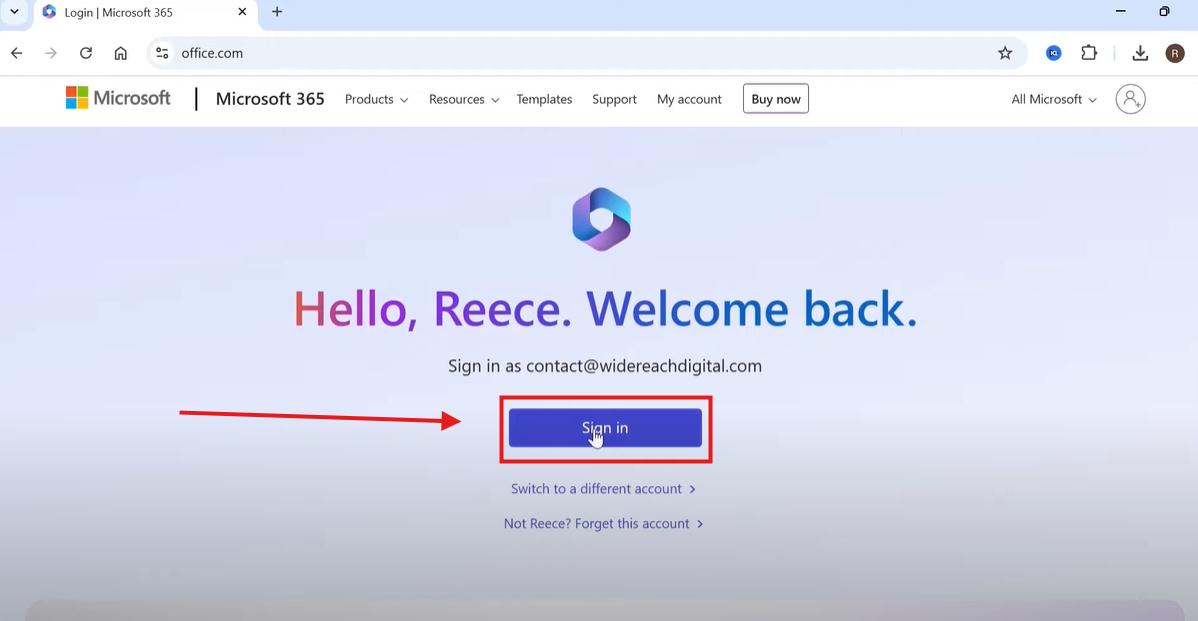 Login | Microsoft 365
office.com
R
Microsoft | Microsoft 365 Products Resources Templates Support My account Buy now All Microsoft
Hello, Reece. Welcome back.
Sign in as contact@widereachdigital.com
Sign in
Switch to a different account >
Not Reece? Forget this account >